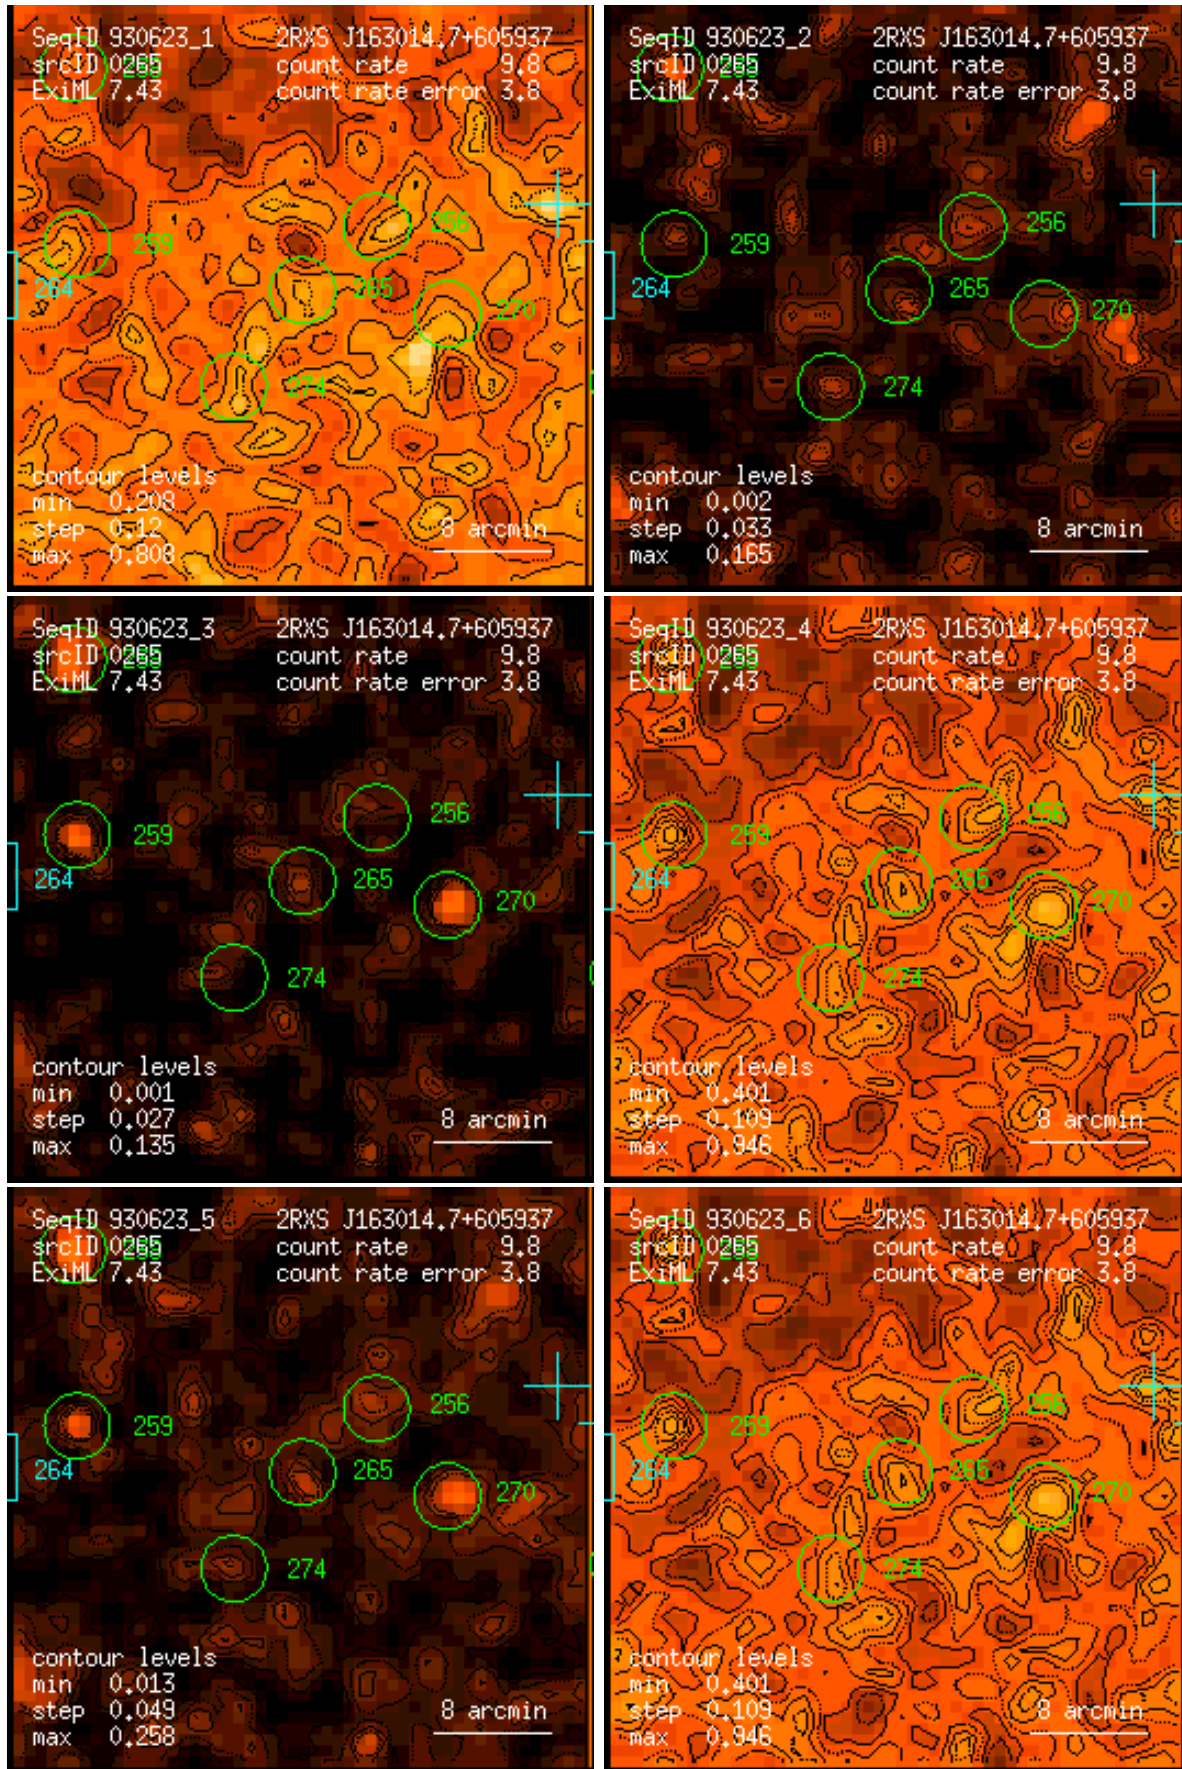 SeqID 930623_1 2RXS J163014.7+605937
srcID 0265 count rate 9.8
ExiML 7.43 count rate error 3.8
256
259
264
265
270
274
contour levels
min 0.208
step 0.12
max 0.808
8 arcmin
SeqID 930623_2 2RXS J163014.7+605937
srcID 0265 count rate 9.8
ExiML 7.43 count rate error 3.8
256
259
264
265
270
274
contour levels
min 0.002
step 0.033
max 0.165
8 arcmin
SeqID 930623_3 2RXS J163014.7+605937
srcID 0265 count rate 9.8
ExiML 7.43 count rate error 3.8
256
259
264
265
270
274
contour levels
min 0.001
step 0.027
max 0.135
8 arcmin
SeqID 930623_4 2RXS J163014.7+605937
srcID 0265 count rate 9.8
ExiML 7.43 count rate error 3.8
256
259
264
265
270
274
contour levels
min 0.401
step 0.109
max 0.946
8 arcmin
SeqID 930623_5 2RXS J163014.7+605937
srcID 0265 count rate 9.8
ExiML 7.43 count rate error 3.8
256
259
264
265
270
274
contour levels
min 0.013
step 0.049
max 0.258
8 arcmin
SeqID 930623_6 2RXS J163014.7+605937
srcID 0265 count rate 9.8
ExiML 7.43 count rate error 3.8
256
259
264
265
270
274
contour levels
min 0.401
step 0.109
max 0.946
8 arcmin